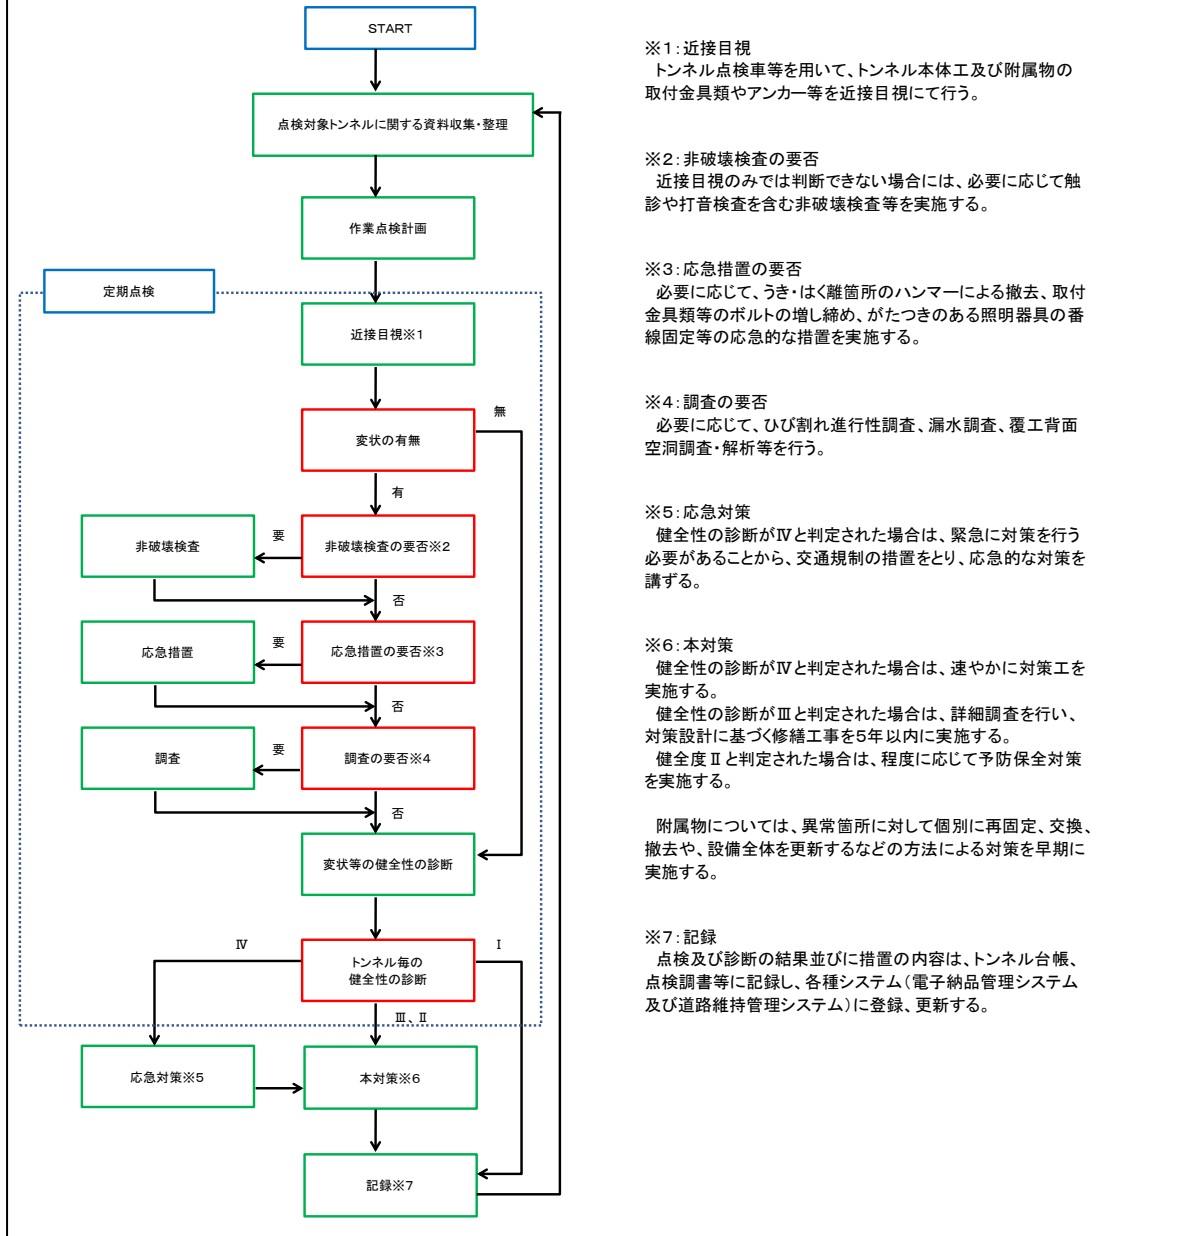 START
点検対象トンネルに関する資料収集・整理
作業点検計画
定期点検
近接目視※1
変状の有無
無
有
非破壊検査
要
非破壊検査の要否※2
否
応急措置
要
応急措置の要否※3
否
調査
要
調査の要否※4
否
変状等の健全性の診断
Ⅳ
トンネル毎の
健全性の診断
Ⅰ
Ⅲ、Ⅱ
応急対策※5
本対策※6
記録※7
※1:近接目視
トンネル点検車等を用いて、トンネル本体工及び附属物の
取付金具類やアンカー等を近接目視にて行う。
※2:非破壊検査の要否
近接目視のみでは判断できない場合には、必要に応じて触
診や打音検査を含む非破壊検査等を実施する。
※3:応急措置の要否
必要に応じて、うき・はく離箇所のハンマーによる撤去、取付
金具類等のボルトの増し締め、がたつきのある照明器具の番
線固定等の応急的な措置を実施する。
※4:調査の要否
必要に応じて、ひび割れ進行性調査、漏水調査、覆工背面
空洞調査・解析等を行う。
※5:応急対策
健全性の診断がⅣと判定された場合は、緊急に対策を行う
必要があることから、交通規制の措置をとり、応急的な対策を
講ずる。
※6:本対策
健全性の診断がⅣと判定された場合は、速やかに対策工を
実施する。
健全性の診断がⅢと判定された場合は、詳細調査を行い、
対策設計に基づく修繕工事を5年以内に実施する。
健全度Ⅱと判定された場合は、程度に応じて予防保全対策
を実施する。
附属物については、異常箇所に対して個別に再固定、交換、
撤去や、設備全体を更新するなどの方法による対策を早期に
実施する。
※7:記録
点検及び診断の結果並びに措置の内容は、トンネル台帳、
点検調書等に記録し、各種システム(電子納品管理システム
及び道路維持管理システム)に登録、更新する。